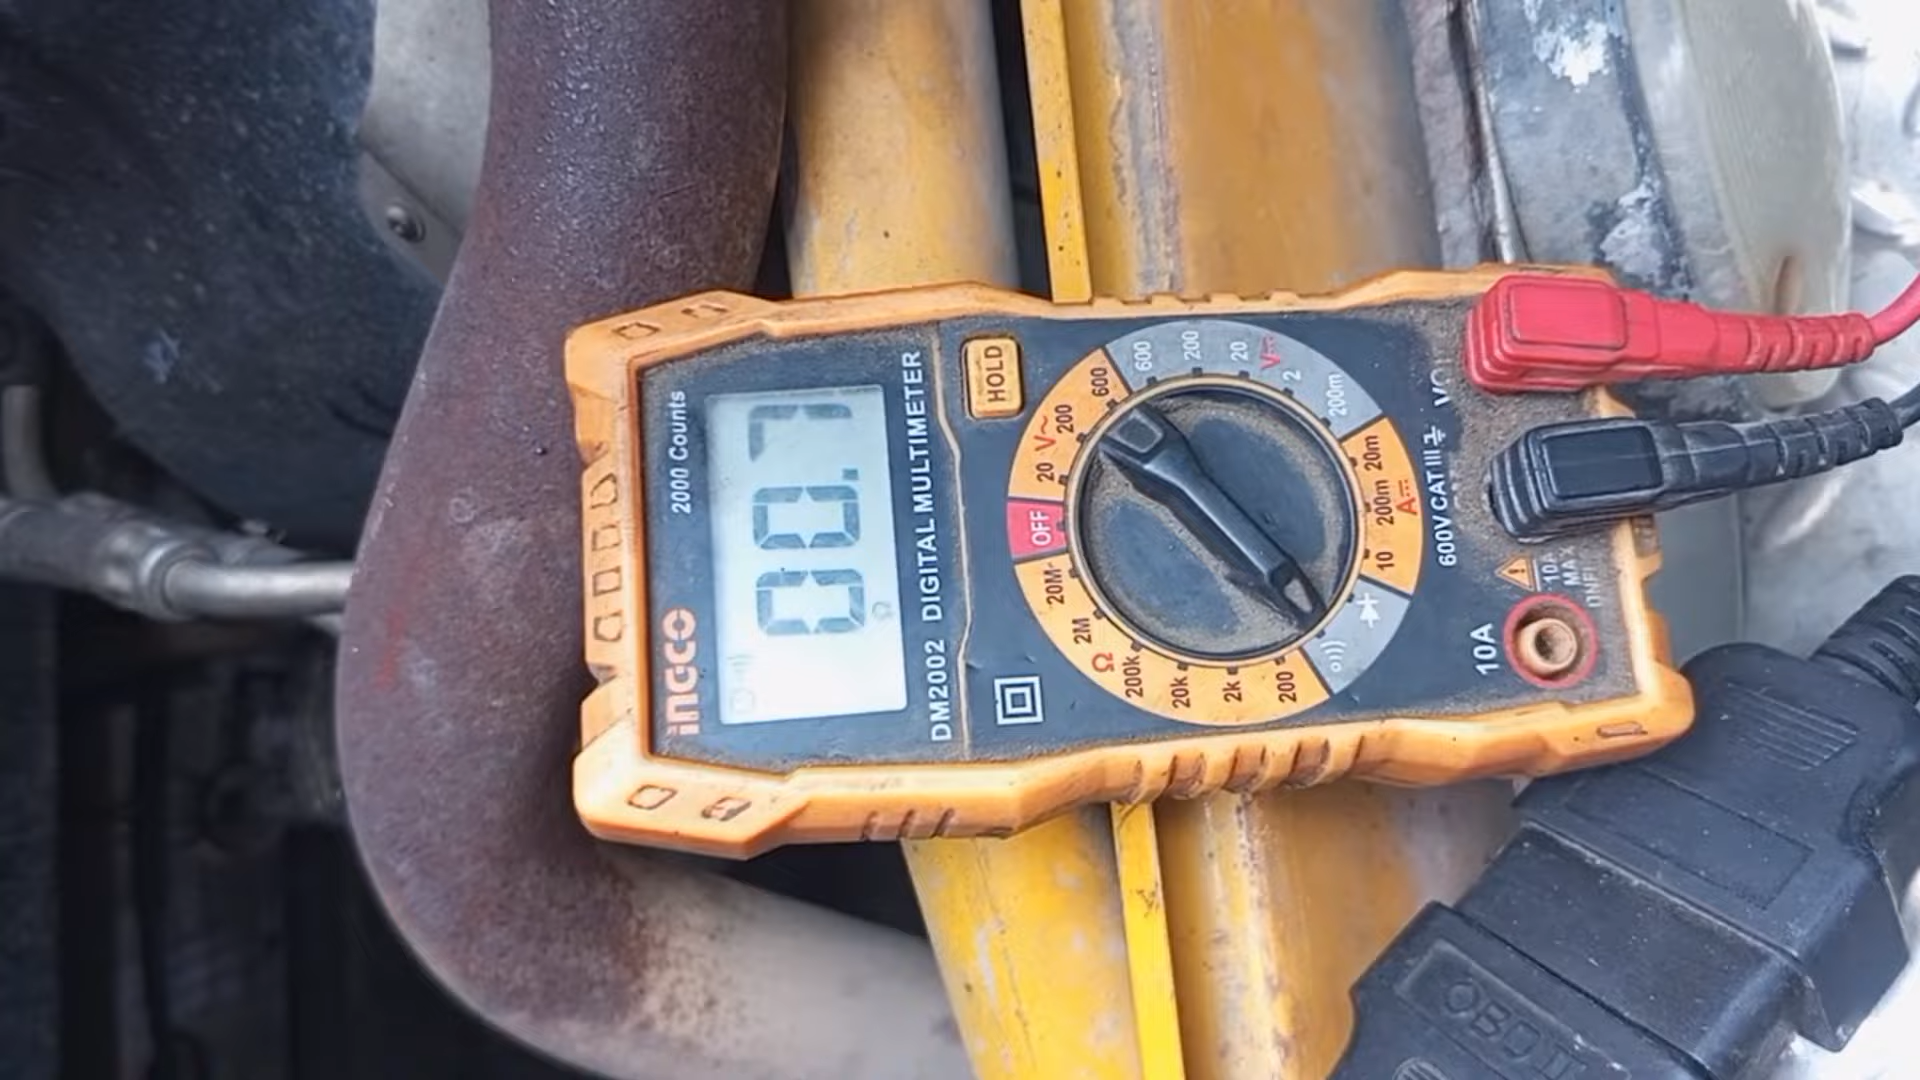 INGCO
2000 Counts
00.7
Ω
DM2002 DIGITAL MULTIMETER
HOLD
OFF
20
V~
200
600
600
200
20
V
2
200m
20m
200m
A
10
200
2k
20k
200k
Ω
2M
20M
600V CAT III
10A
10A
MAX
OBD II